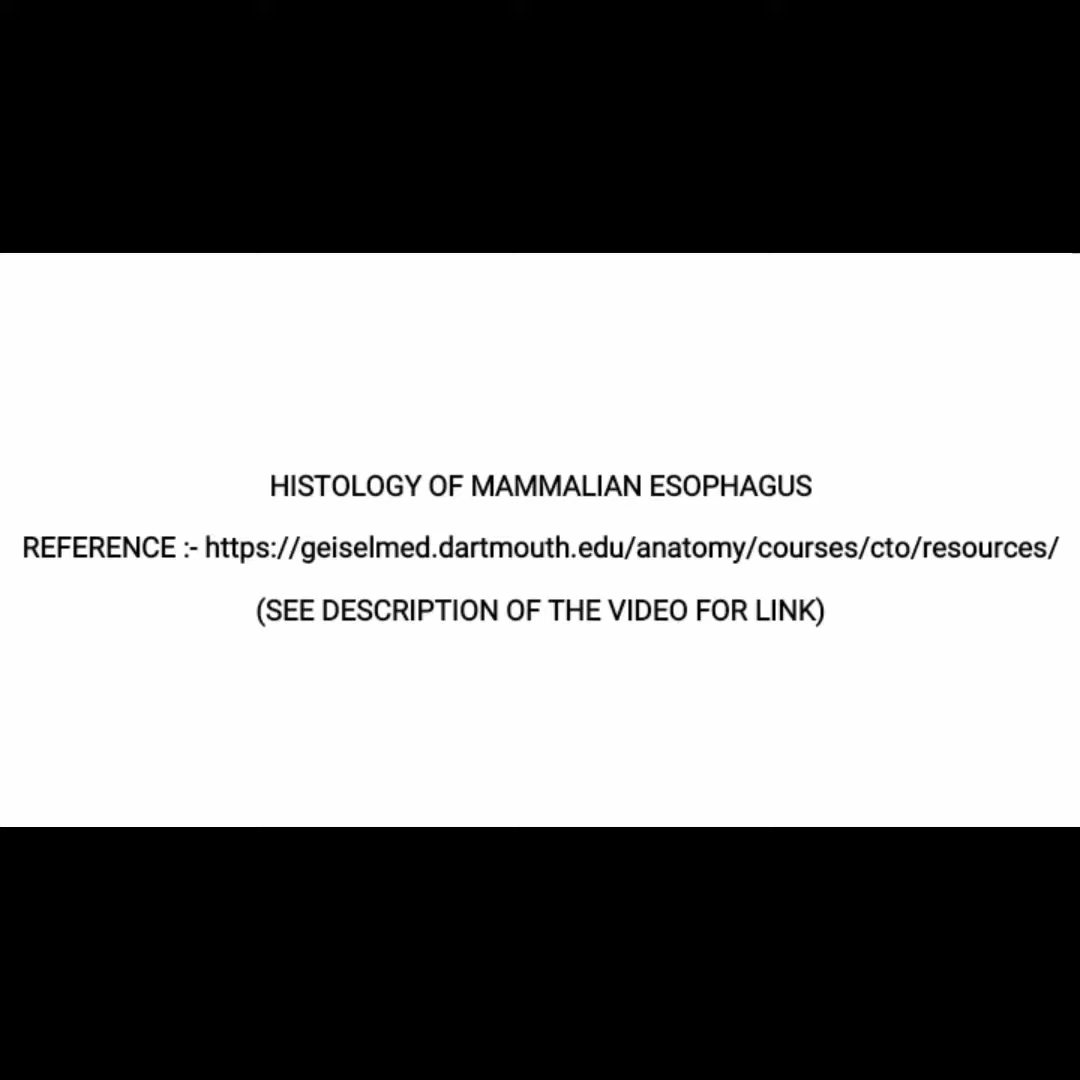 HISTOLOGY OF MAMMALIAN ESOPHAGUS
REFERENCE :- https://geiselmed.dartmouth.edu/anatomy/courses/cto/resources/
(SEE DESCRIPTION OF THE VIDEO FOR LINK)